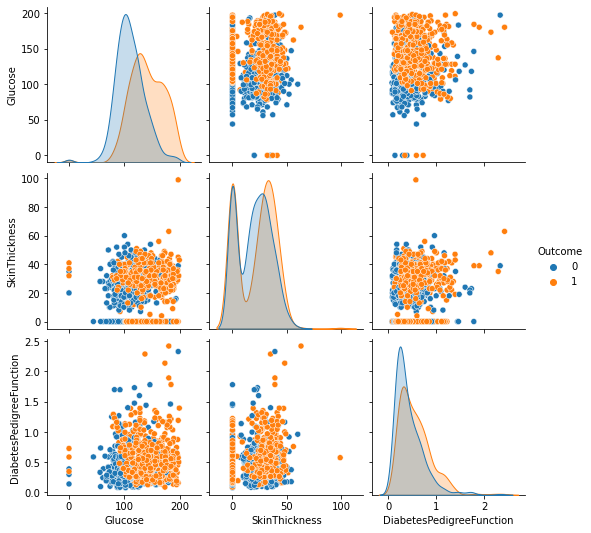 200
150
100
50
0
Glucose
100
80
60
40
20
0
SkinThickness
Outcome
0
1
2.5
2.0
1.5
1.0
0.5
0.0
DiabetesPedigreeFunction
0 100 200
0 50 100
0 1 2
Glucose
SkinThickness
DiabetesPedigreeFunction